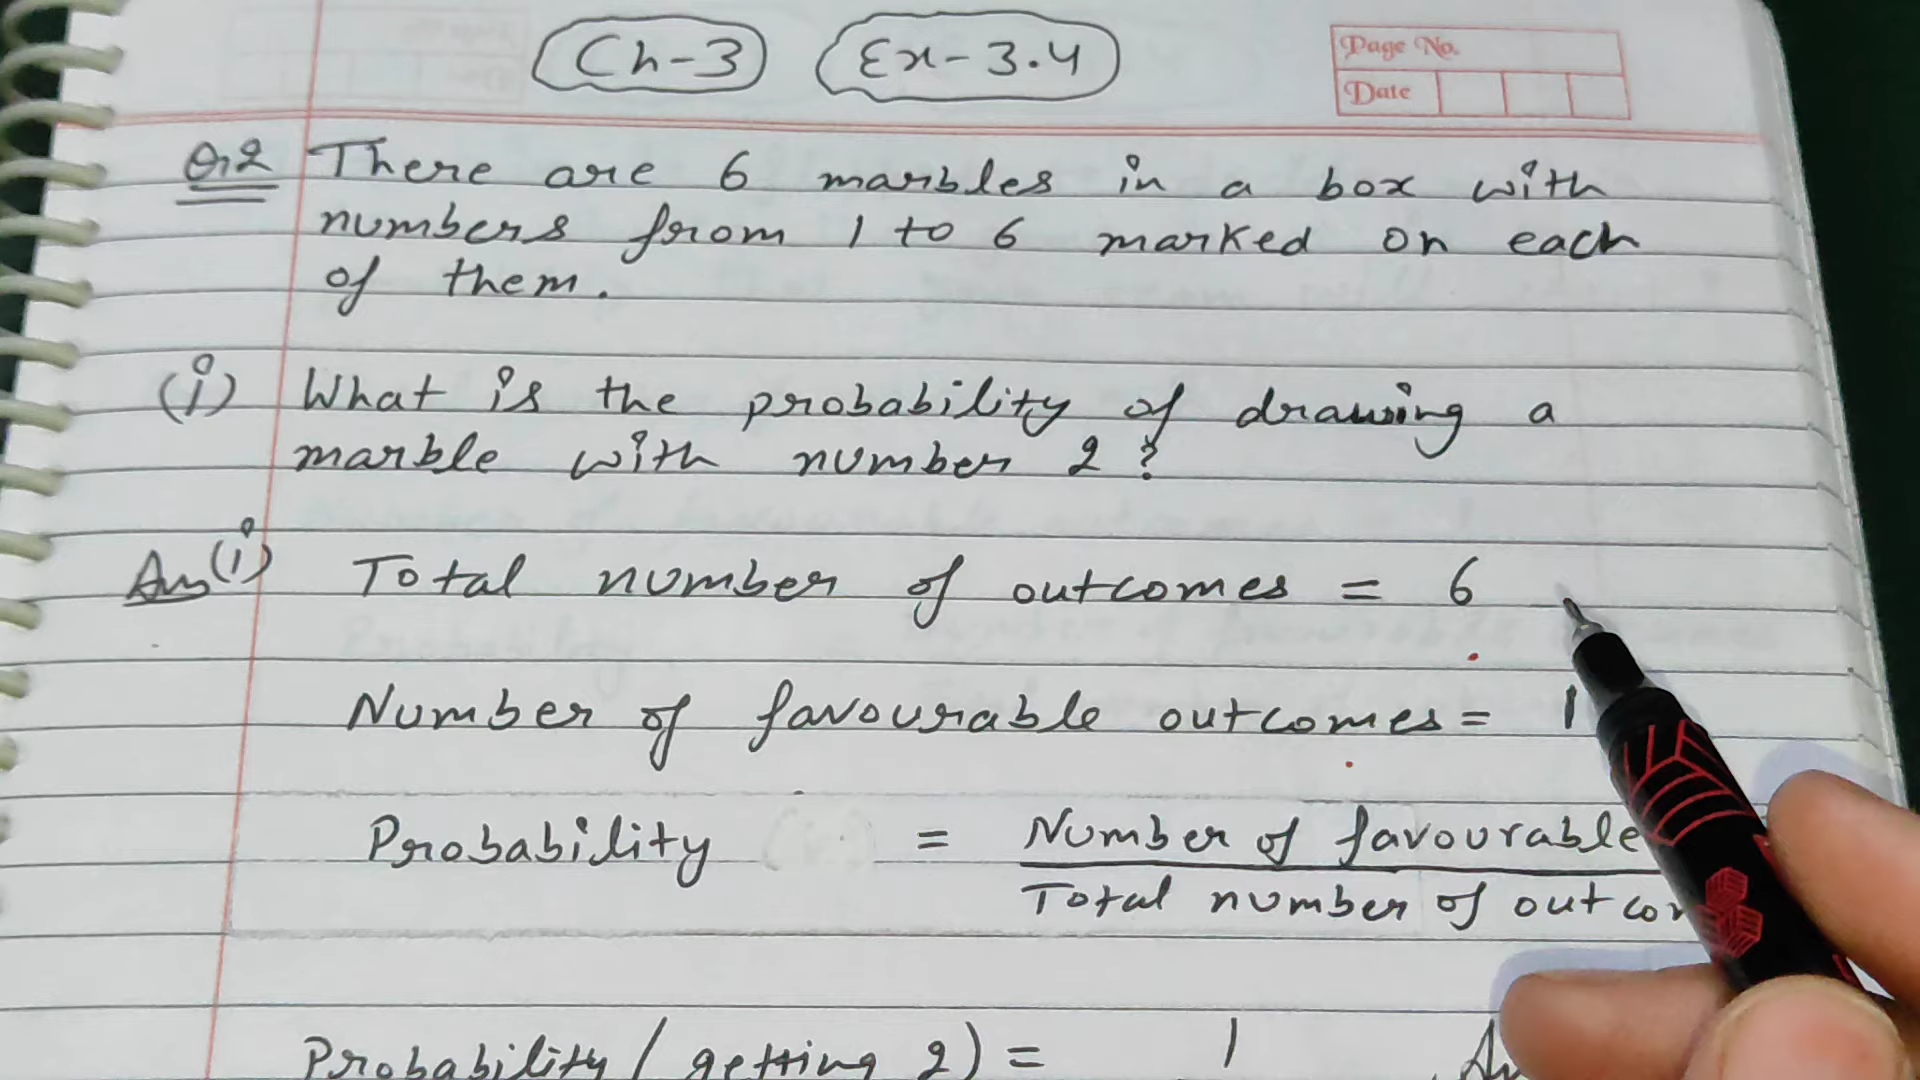 Ch-3 Ex-3.4
Page No.
Date
Q.2 There are 6 marbles in a box with
numbers from 1 to 6 marked on each
of them.
(i) What is the probability of drawing a
marble with number 2 ?
Ans (i) Total number of outcomes = 6
Number of favourable outcomes = 1
Probability = Number of favourable
Total number of
Probability ( getting 2) = 1